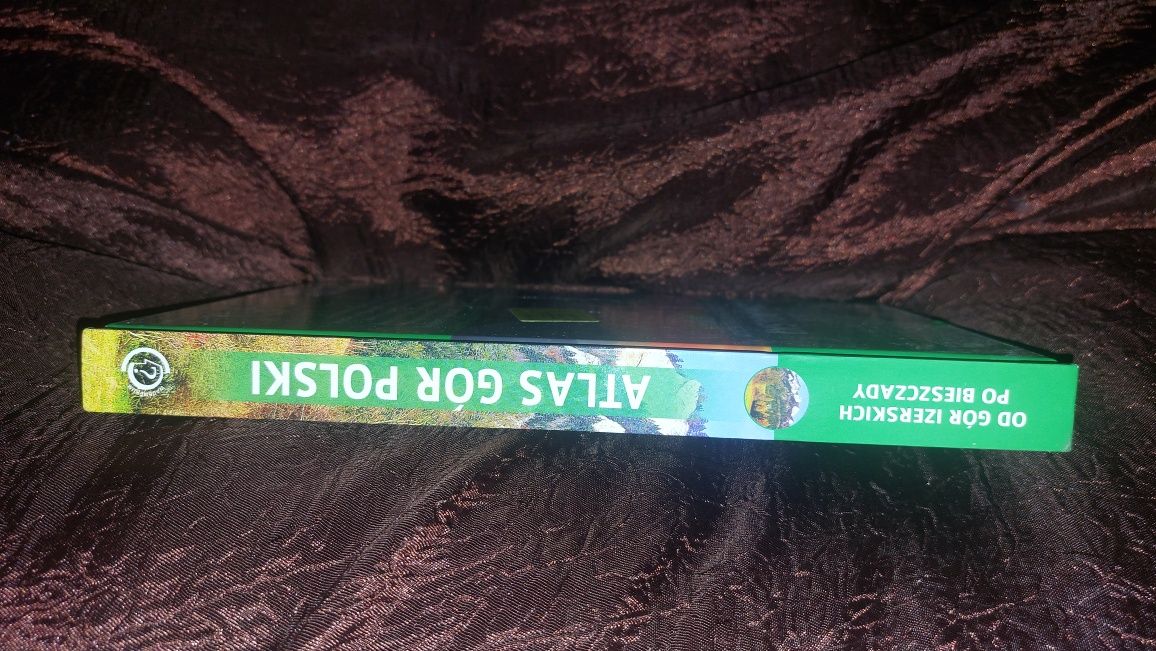 OD GÓR IZERSKICH
PO BIESZCZADY
ATLAS GÓR POLSKI